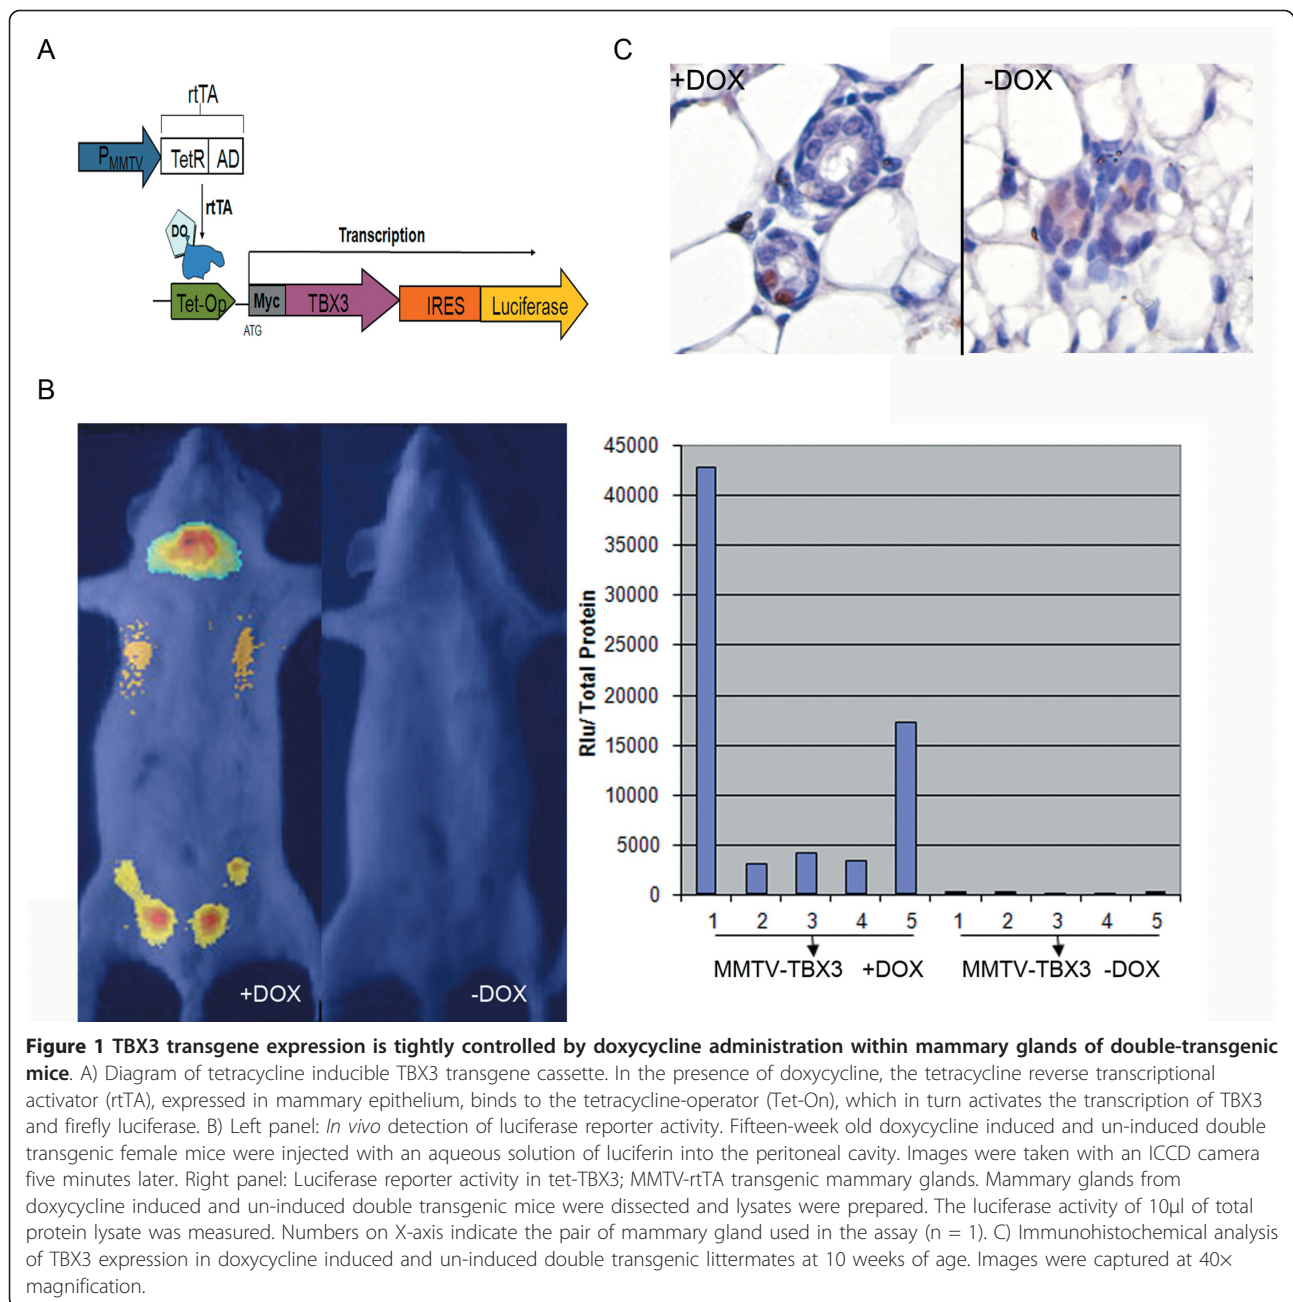 A
rtTA
P_MMTV TetR AD
rtTA
DO
Transcription
Tet-Op Myc TBX3 IRES Luciferase
ATG
C
+DOX -DOX
B
+DOX -DOX
Rlu/ Total Protein
45000
40000
35000
30000
25000
20000
15000
10000
5000
0
1 2 3 4 5 1 2 3 4 5
MMTV-TBX3 +DOX MMTV-TBX3 -DOX
Figure 1 TBX3 transgene expression is tightly controlled by doxycycline administration within mammary glands of double-transgenic
mice. A) Diagram of tetracycline inducible TBX3 transgene cassette. In the presence of doxycycline, the tetracycline reverse transcriptional
activator (rtTA), expressed in mammary epithelium, binds to the tetracycline-operator (Tet-On), which in turn activates the transcription of TBX3
and firefly luciferase. B) Left panel: In vivo detection of luciferase reporter activity. Fifteen-week old doxycycline induced and un-induced double
transgenic female mice were injected with an aqueous solution of luciferin into the peritoneal cavity. Images were taken with an ICCD camera
five minutes later. Right panel: Luciferase reporter activity in tet-TBX3; MMTV-rtTA transgenic mammary glands. Mammary glands from
doxycycline induced and un-induced double transgenic mice were dissected and lysates were prepared. The luciferase activity of 10μl of total
protein lysate was measured. Numbers on X-axis indicate the pair of mammary gland used in the assay (n = 1). C) Immunohistochemical analysis
of TBX3 expression in doxycycline induced and un-induced double transgenic littermates at 10 weeks of age. Images were captured at 40×
magnification.